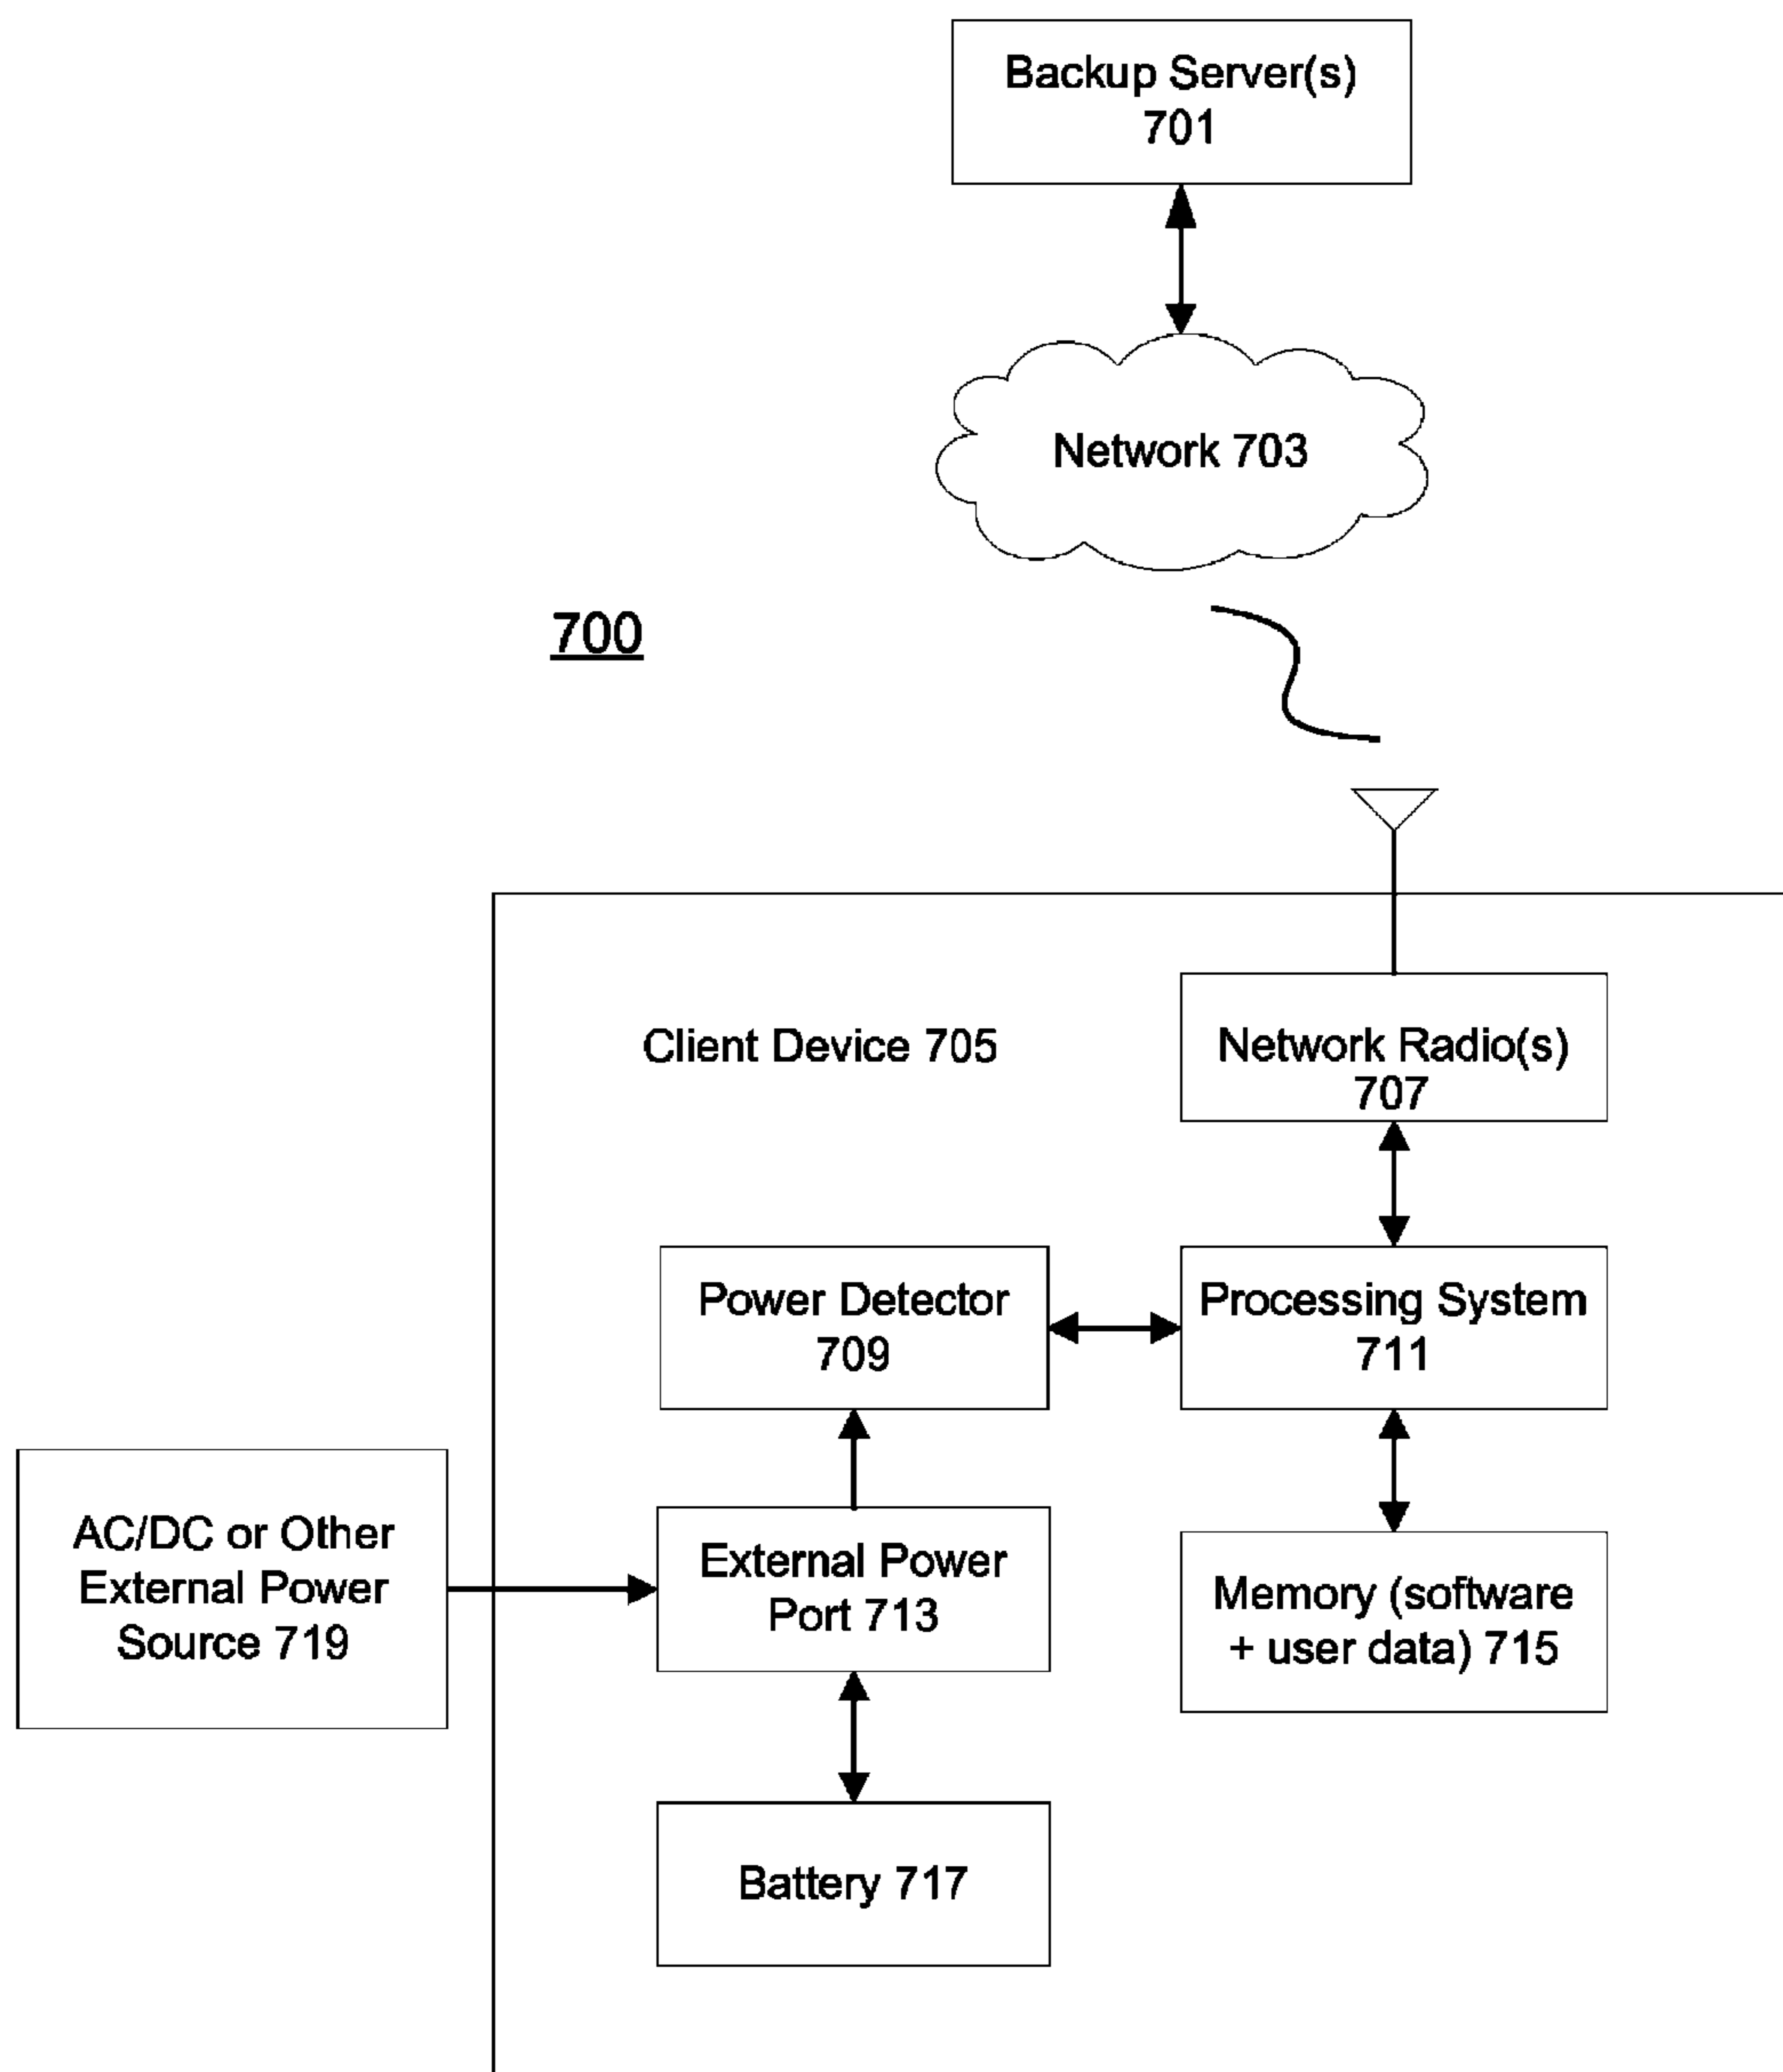 Backup Server(s)
701
Network 703
700
Client Device 705
Network Radio(s)
707
Power Detector
709
Processing System
711
AC/DC or Other
External Power
Source 719
External Power
Port 713
Memory (software
+ user data) 715
Battery 717